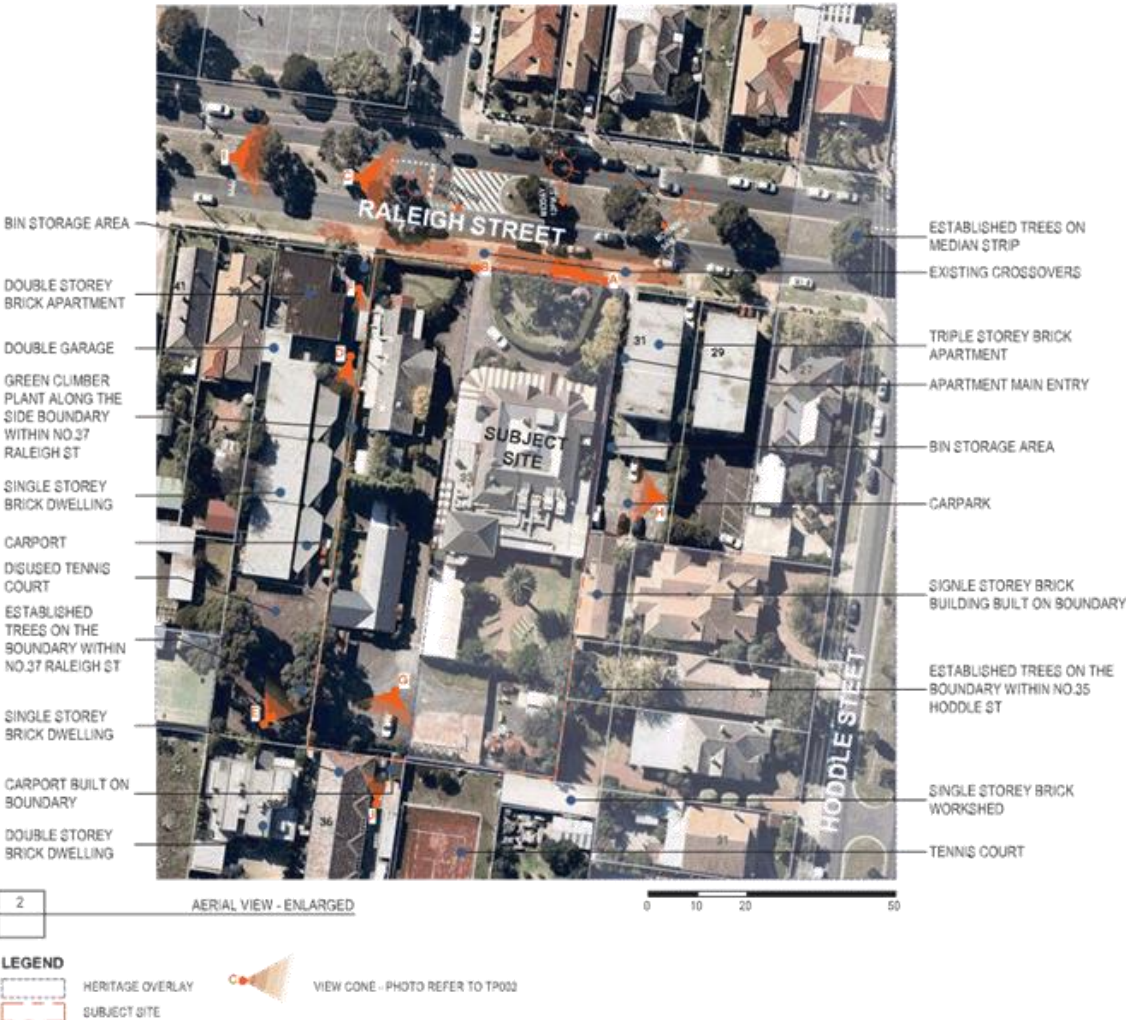 RALEIGH STREET
BIN STORAGE AREA
DOUBLE STOREY
BRICK APARTMENT
DOUBLE GARAGE
GREEN CLIMBER
PLANT ALONG THE
SIDE BOUNDARY
WITHIN NO.37
RALEIGH ST
SINGLE STOREY
BRICK DWELLING
CARPORT
DISUSED TENNIS
COURT
ESTABLISHED
TREES ON THE
BOUNDARY WITHIN
NO.37 RALEIGH ST
SINGLE STOREY
BRICK DWELLING
CARPORT BUILT ON
BOUNDARY
DOUBLE STOREY
BRICK DWELLING
41
31
29
27
SUBJECT
SITE
B
A
D
H
G
E
36
35
51
HODDLE STREET
ESTABLISHED TREES ON
MEDIAN STRIP
EXISTING CROSSOVERS
TRIPLE STOREY BRICK
APARTMENT
APARTMENT MAIN ENTRY
BIN STORAGE AREA
CARPARK
SIGNLE STOREY BRICK
BUILDING BUILT ON BOUNDARY
ESTABLISHED TREES ON THE
BOUNDARY WITHIN NO.35
HODDLE ST
SINGLE STOREY BRICK
WORKSHED
TENNIS COURT
2
AERIAL VIEW - ENLARGED
0 10 20 50
LEGEND
HERITAGE OVERLAY
C
VIEW CONE - PHOTO REFER TO TP002
SUBJECT SITE